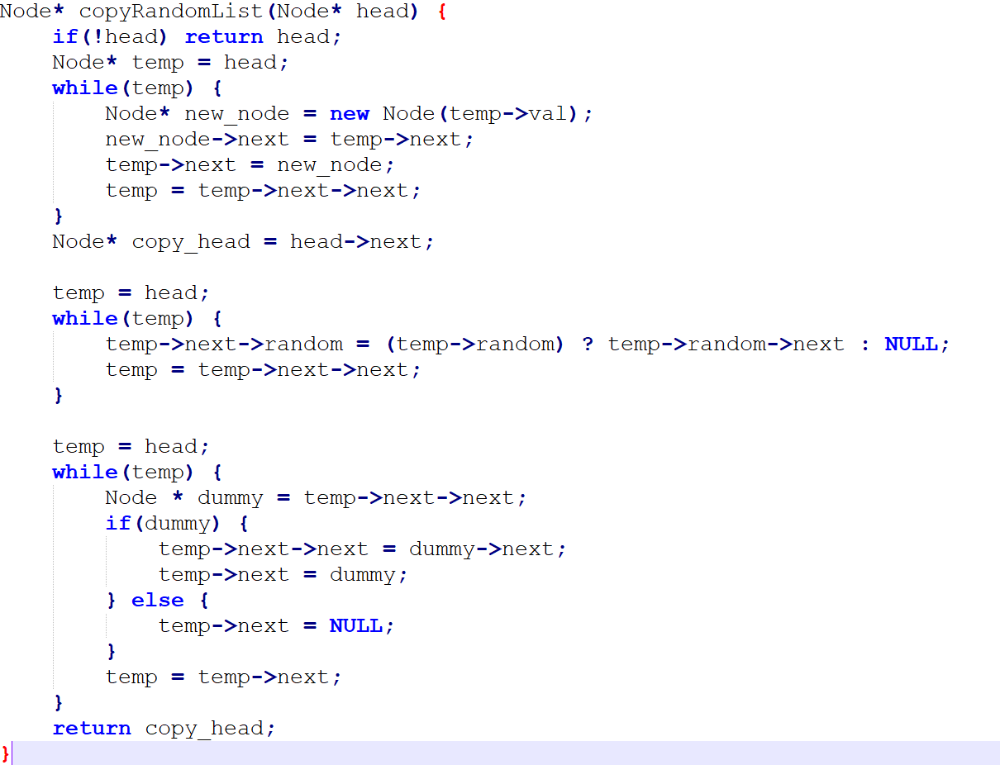 Node* copyRandomList(Node* head) {
    if(!head) return head;
    Node* temp = head;
    while(temp) {
        Node* new_node = new Node(temp->val);
        new_node->next = temp->next;
        temp->next = new_node;
        temp = temp->next->next;
    }
    Node* copy_head = head->next;

    temp = head;
    while(temp) {
        temp->next->random = (temp->random) ? temp->random->next : NULL;
        temp = temp->next->next;
    }

    temp = head;
    while(temp) {
        Node * dummy = temp->next->next;
        if(dummy) {
            temp->next->next = dummy->next;
            temp->next = dummy;
        } else {
            temp->next = NULL;
        }
        temp = temp->next;
    }
    return copy_head;
}